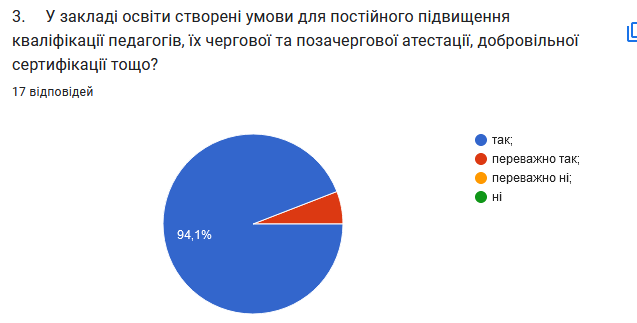 3. У закладі освіти створені умови для постійного підвищення
кваліфікації педагогів, їх чергової та позачергової атестації, добровільної
сертифікації тощо?
17 відповідей
так;
переважно так;
переважно ні;
ні
94,1%